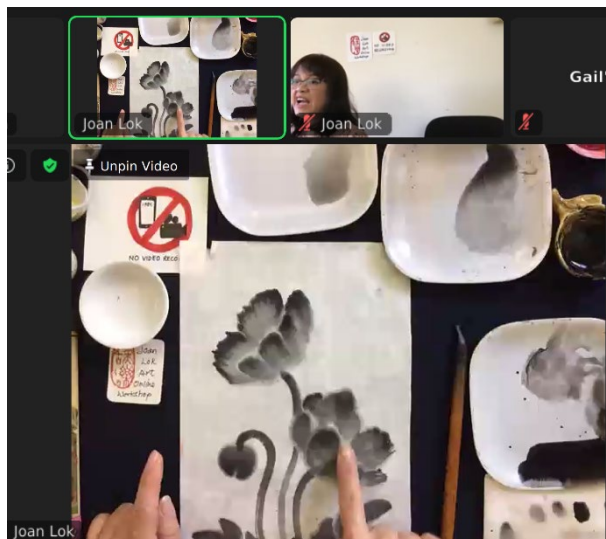 Joan Lok
Joan Lok
Gail'
Unpin Video
NO VIDEO RECO
Joan
Lok
Art
Online
Workshop
Joan Lok